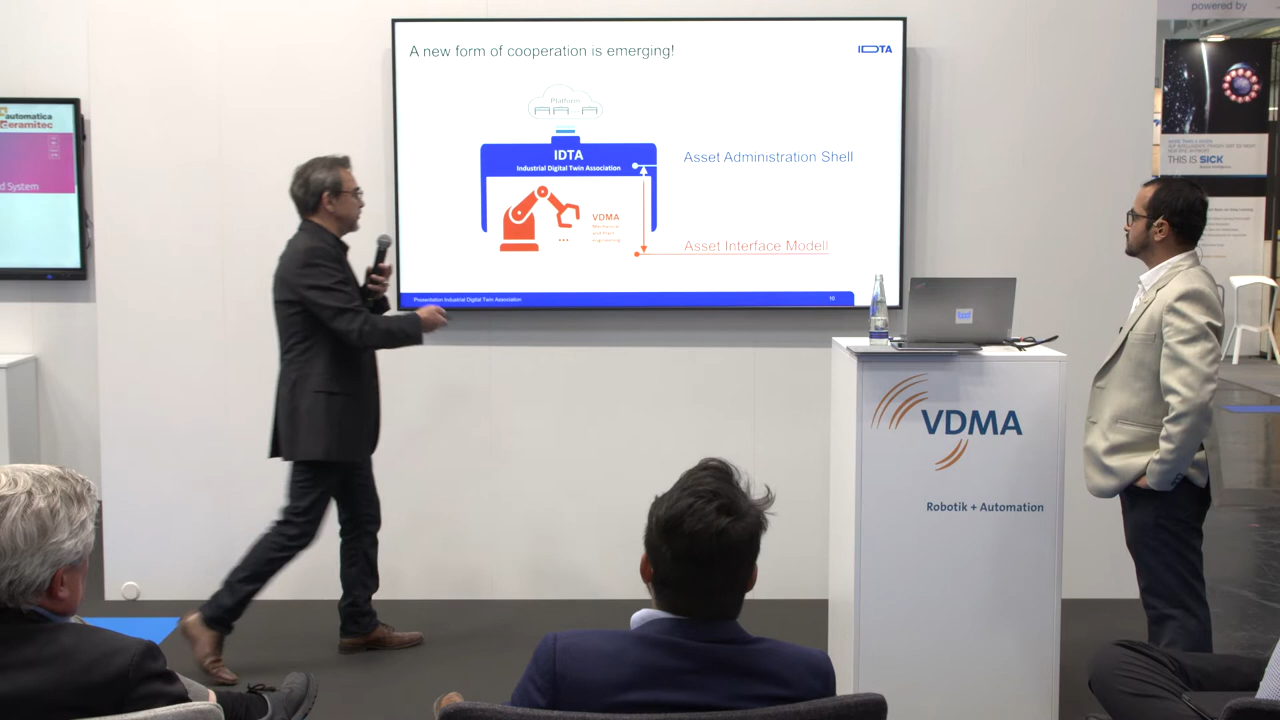 powered by
automatica
ceramitec
d System
A new form of cooperation is emerging!
IDTA
Platform
IDTA
Industrial Digital Twin Association
Asset Administration Shell
VDMA
Asset Interface Modell
Presentation Industrial Digital Twin Association
10
THIS IS SICK
VDMA
Robotik + Automation